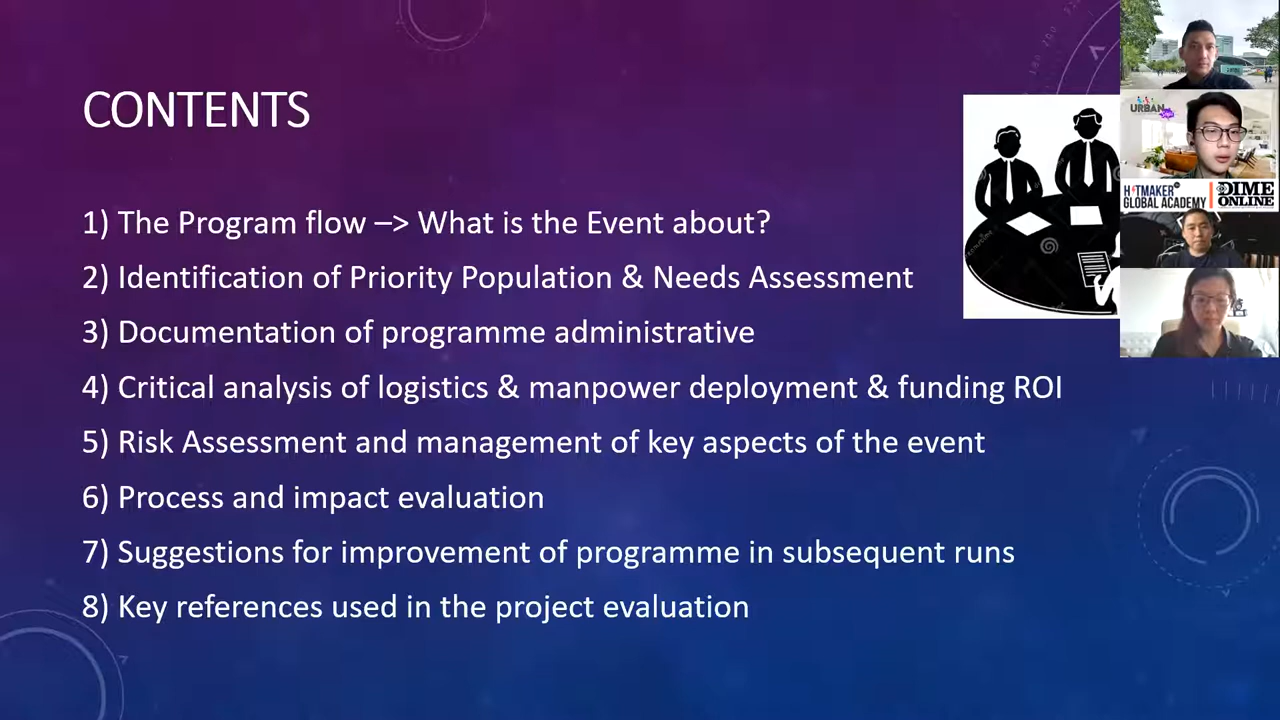 CONTENTS
1) The Program flow —> What is the Event about?
2) Identification of Priority Population & Needs Assessment
3) Documentation of programme administrative
4) Critical analysis of logistics & manpower deployment & funding ROI
5) Risk Assessment and management of key aspects of the event
6) Process and impact evaluation
7) Suggestions for improvement of programme in subsequent runs
8) Key references used in the project evaluation
URBAN
HITMAKER
GLOBAL ACADEMY
DIME
ONLINE